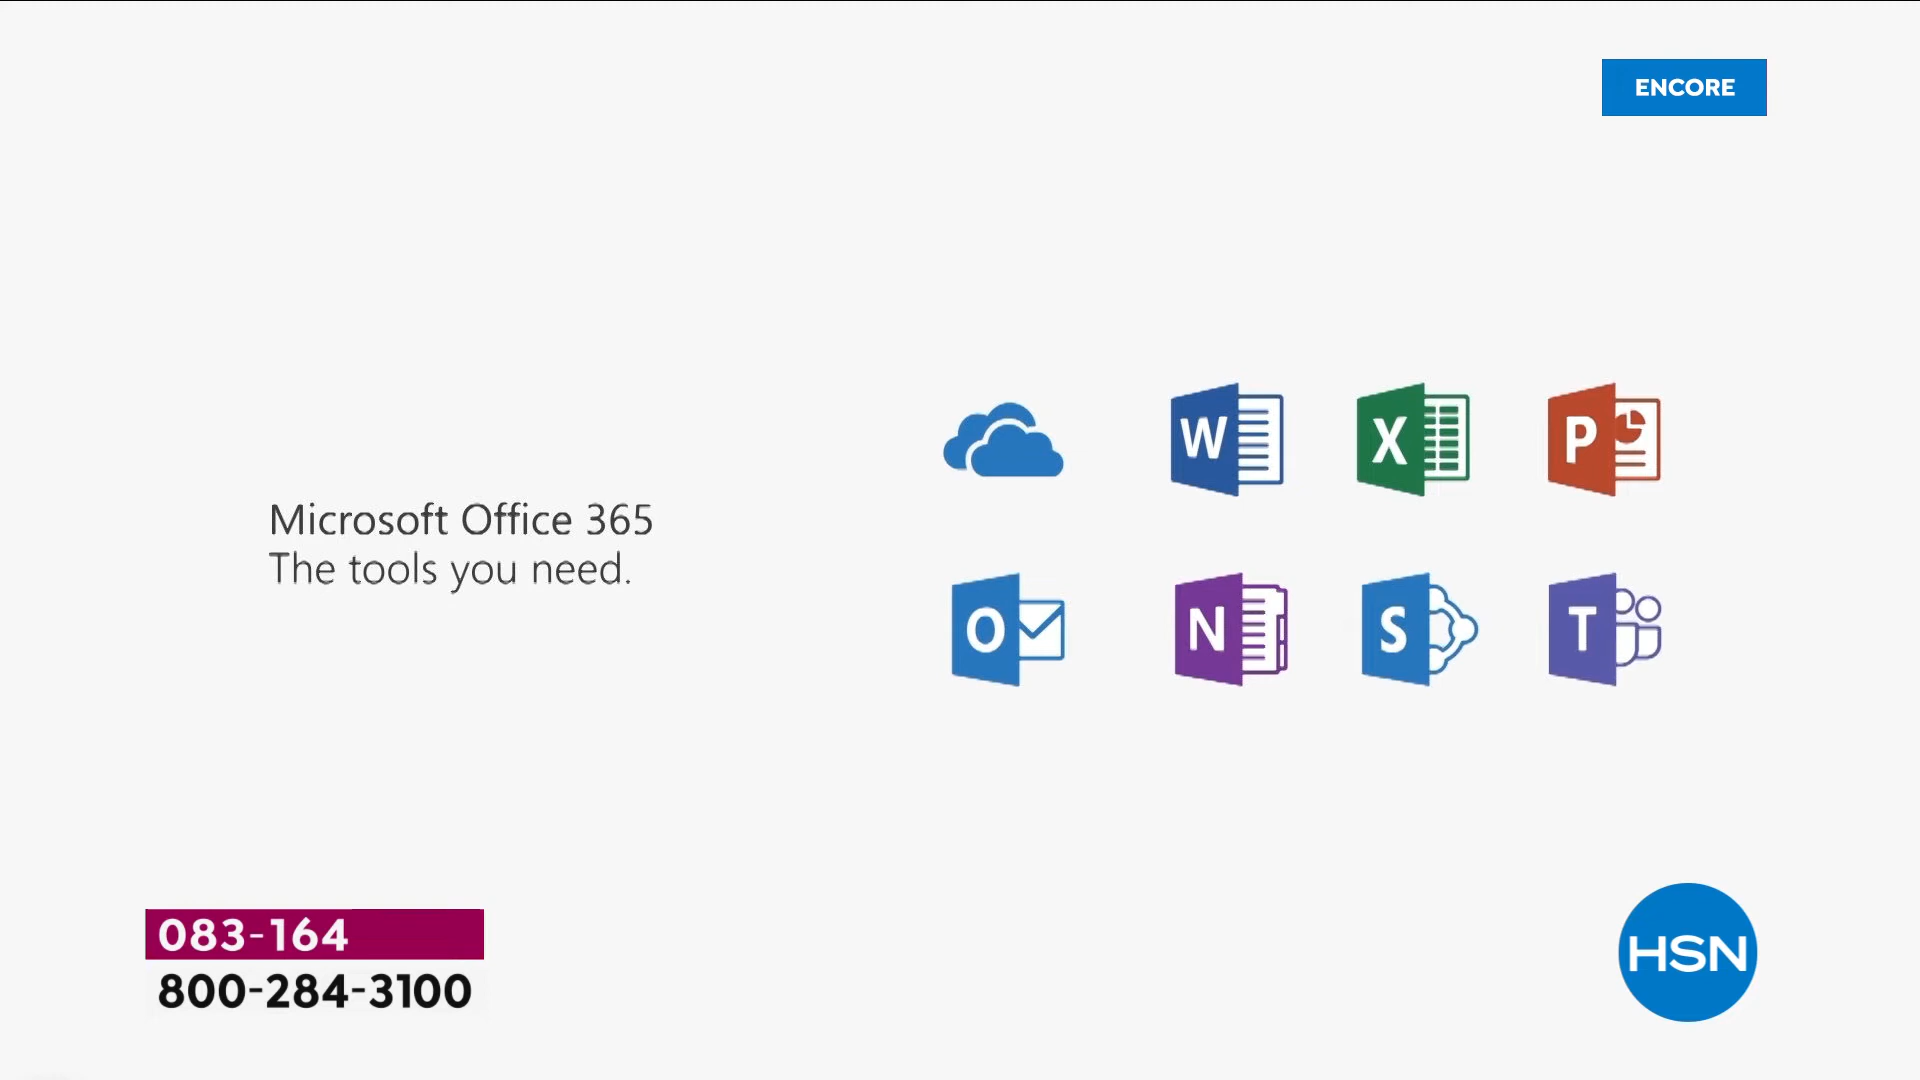 ENCORE
Microsoft Office 365
The tools you need.
W
X
P
O
N
S
T
083-164
800-284-3100
HSN